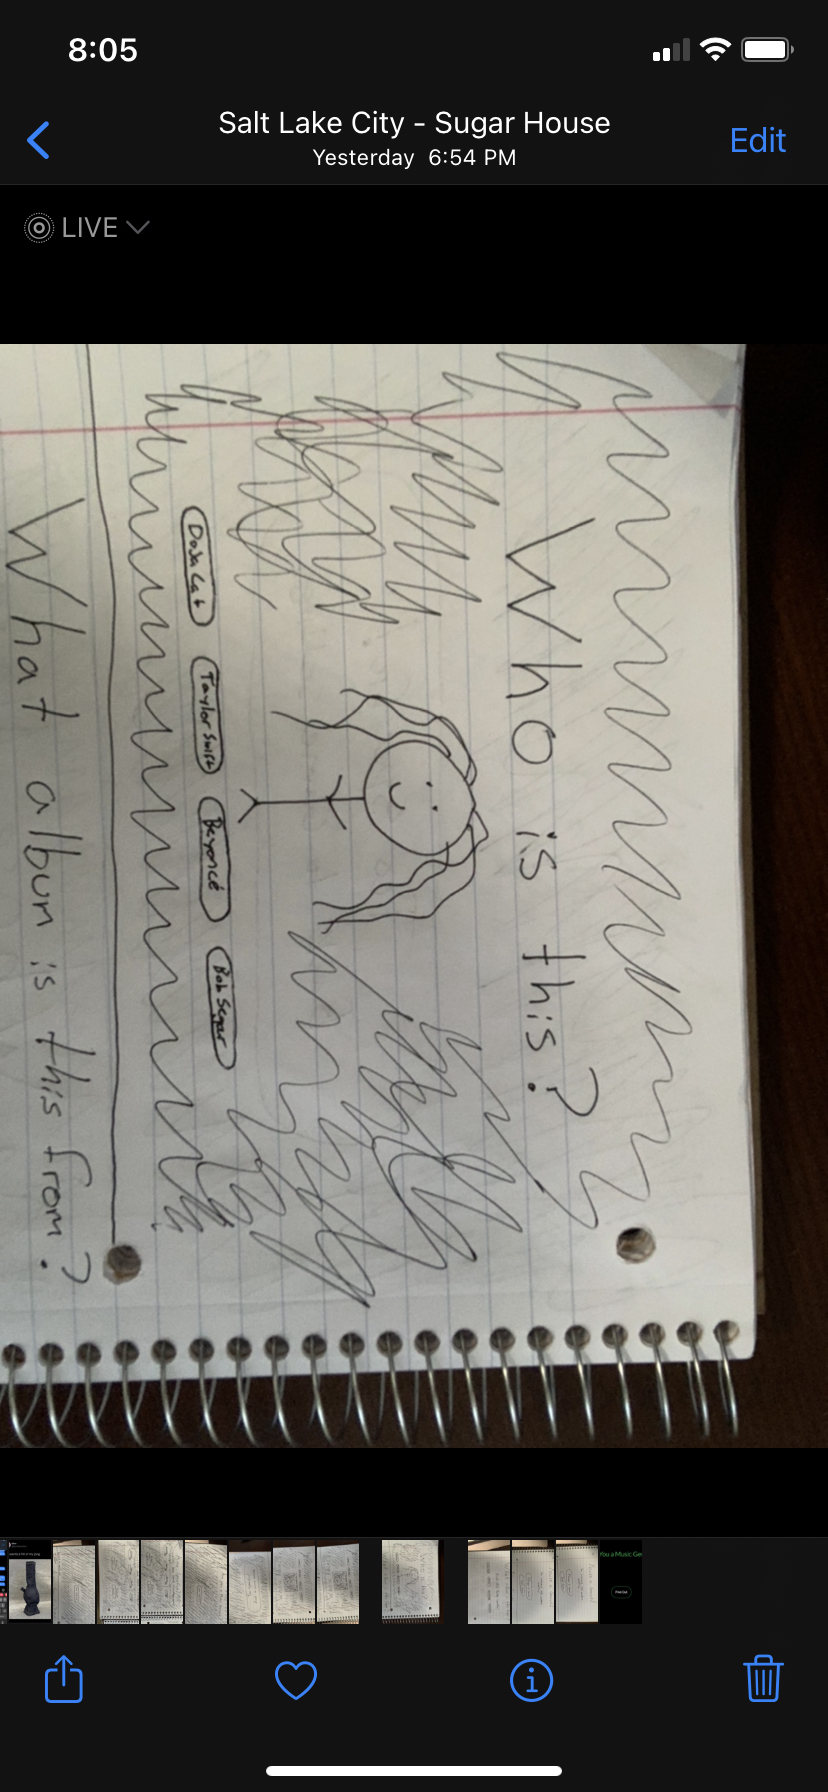 8:05
Salt Lake City - Sugar House
Yesterday 6:54 PM
Edit
LIVE
Who is this?
Doja Cat
Taylor Swift
Beyoncé
Bob Seger
What album is this from?